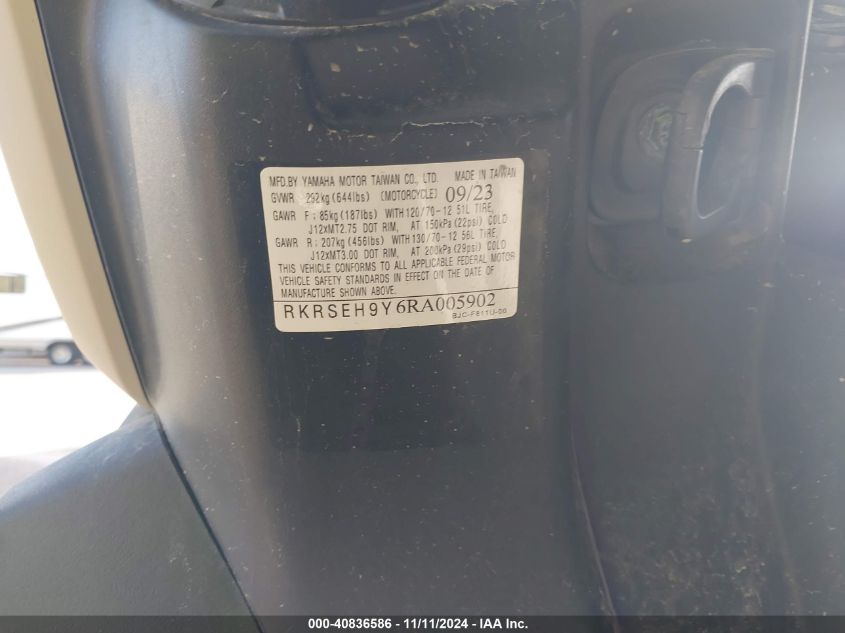 MFD.BY YAMAHA MOTOR TAIWAN CO., LTD. MADE IN TAIWAN
GVWR 292kg(644lbs) (MOTORCYCLE) 09/23
GAWR F : 85kg(187lbs) WITH 120/70-12 51L TIRE,
J12xMT2.75 DOT RIM, AT 150kPa(22psi) COLD
GAWR R : 207kg(456lbs) WITH 130/70-12 56L TIRE,
J12xMT3.00 DOT RIM, AT 200kPa(29psi) COLD
THIS VEHICLE CONFORMS TO ALL APPLICABLE FEDERAL MOTOR
VEHICLE SAFETY STANDARDS IN EFFECT ON THE DATE OF
MANUFACTURE SHOWN ABOVE.
RKRSEH9Y6RA005902
BJC-F811U-00
000-40836586 - 11/11/2024 - IAA Inc.